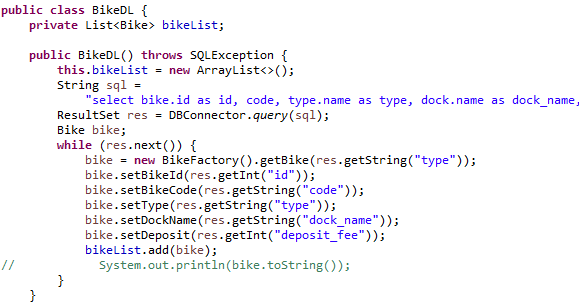 public class BikeDL {
    private List<Bike> bikeList;

    public BikeDL() throws SQLException {
        this.bikeList = new ArrayList<>();
        String sql =
            "select bike.id as id, code, type.name as type, dock.name as dock_name,
        ResultSet res = DBConnector.query(sql);
        Bike bike;
        while (res.next()) {
            bike = new BikeFactory().getBike(res.getString("type"));
            bike.setBikeId(res.getInt("id"));
            bike.setBikeCode(res.getString("code"));
            bike.setType(res.getString("type"));
            bike.setDockName(res.getString("dock_name"));
            bike.setDeposit(res.getInt("deposit_fee"));
            bikeList.add(bike);
//            System.out.println(bike.toString());
        }
    }